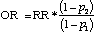 OR = RR * (1 - p₂) / (1 - p₁)